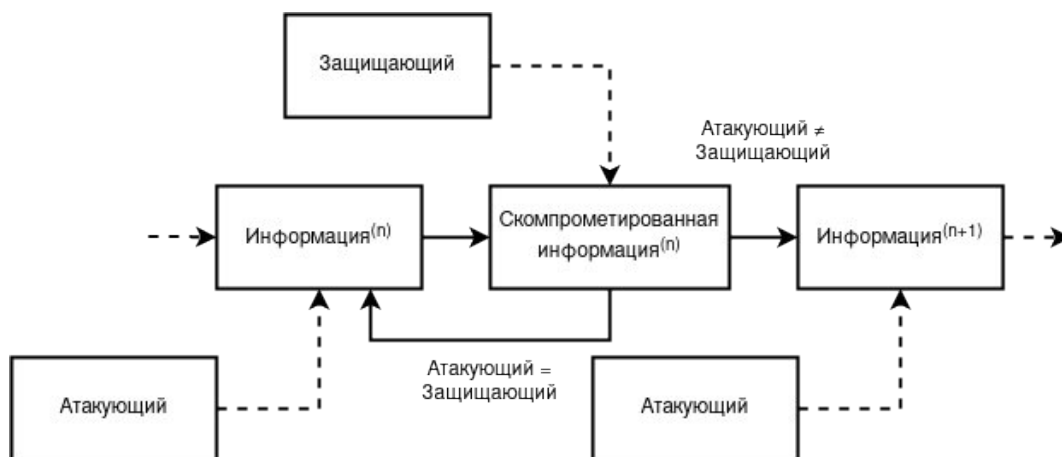 Защищающий
Атакующий ≠
Защищающий
Информация⁽ⁿ⁾
Скомпрометированная
информация⁽ⁿ⁾
Информация⁽ⁿ⁺¹⁾
Атакующий =
Защищающий
Атакующий
Атакующий